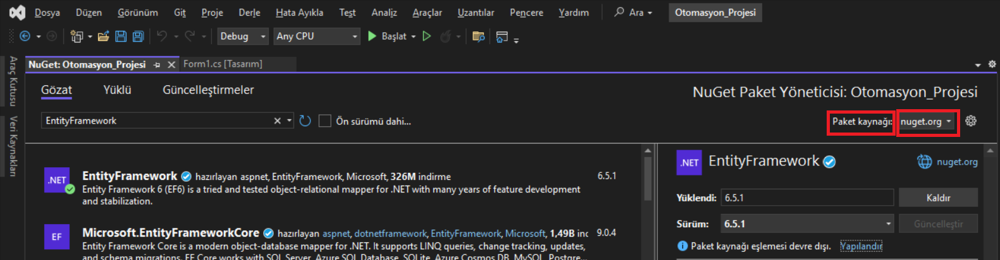 Dosya Düzen Görünüm Git Proje Derle Hata Ayıkla Test Analiz Araçlar Uzantılar Pencere Yardım Ara Otomasyon_Projesi
Debug Any CPU Başlat
Araç Kutusu
Veri Kaynakları
NuGet: Otomasyon_Projesi Form1.cs [Tasarım]
Gözat Yüklü Güncelleştirmeler
NuGet Paket Yöneticisi: Otomasyon_Projesi
EntityFramework Ön sürümü dahi...
Paket kaynağı: nuget.org
.NET
EntityFramework hazırlayan aspnet, EntityFramework, Microsoft, 326M indirme 6.5.1
Entity Framework 6 (EF6) is a tried and tested object-relational mapper for .NET with many years of feature development
and stabilization.
EF
Microsoft.EntityFrameworkCore hazırlayan aspnet, dotnetframework, EntityFramework, Microsoft, 1,49B inc 9.0.4
Entity Framework Core is a modern object-database mapper for .NET. It supports LINQ queries, change tracking, updates,
and schema migrations. EF Core works with SQL Server, Azure SQL Database, SQLite, Azure Cosmos DB, MySQL, Postgre...
.NET EntityFramework nuget.org
Yüklendi: 6.5.1 Kaldır
Sürüm: 6.5.1 Güncelleştir
Paket kaynağı eşlemesi devre dışı. Yapılandır